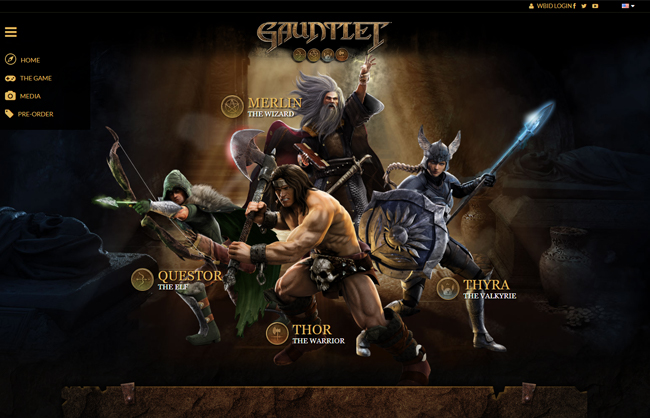 WBID LOGIN
GAUNTLET
HOME
THE GAME
MEDIA
PRE-ORDER
MERLIN
THE WIZARD
QUESTOR
THE ELF
THYRA
THE VALKYRIE
THOR
THE WARRIOR